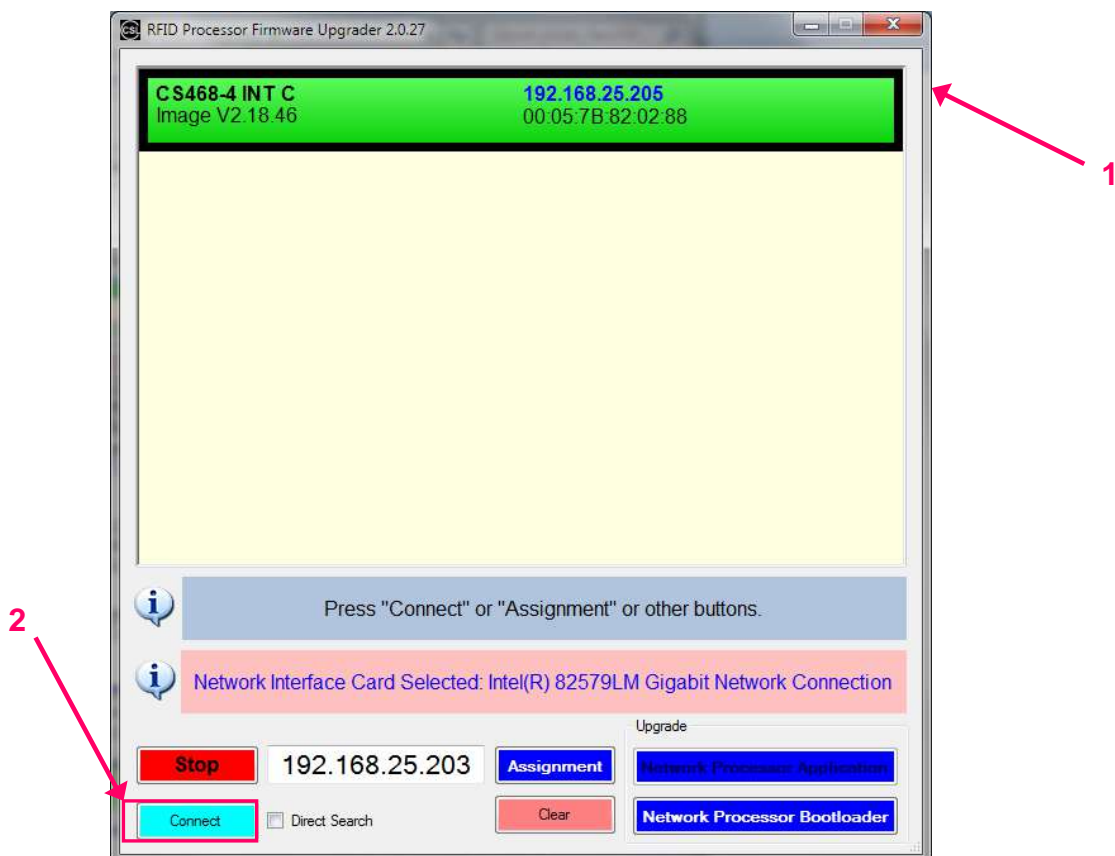 CSL RFID Processor Firmware Upgrader 2.0.27
CS468-4 INT C 192.168.25.205
Image V2.18.46 00:05:7B:82:02:88
1
Press "Connect" or "Assignment" or other buttons.
2
Network Interface Card Selected: Intel(R) 82579LM Gigabit Network Connection
Upgrade
Stop 192.168.25.203 Assignment Network Processor Application
Connect Direct Search Clear Network Processor Bootloader